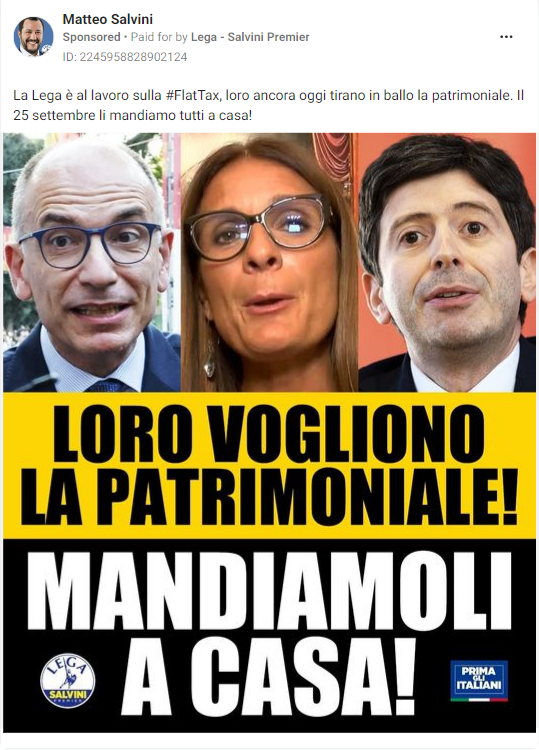 Matteo Salvini
Sponsored • Paid for by Lega - Salvini Premier
ID: 2245958828902124
La Lega è al lavoro sulla #FlatTax, loro ancora oggi tirano in ballo la patrimoniale. Il
25 settembre li mandiamo tutti a casa!
LORO VOGLIONO
LA PATRIMONIALE!
MANDIAMOLI
A CASA!
LEGA
SALVINI
PREMIER
PRIMA
GLI
ITALIANI